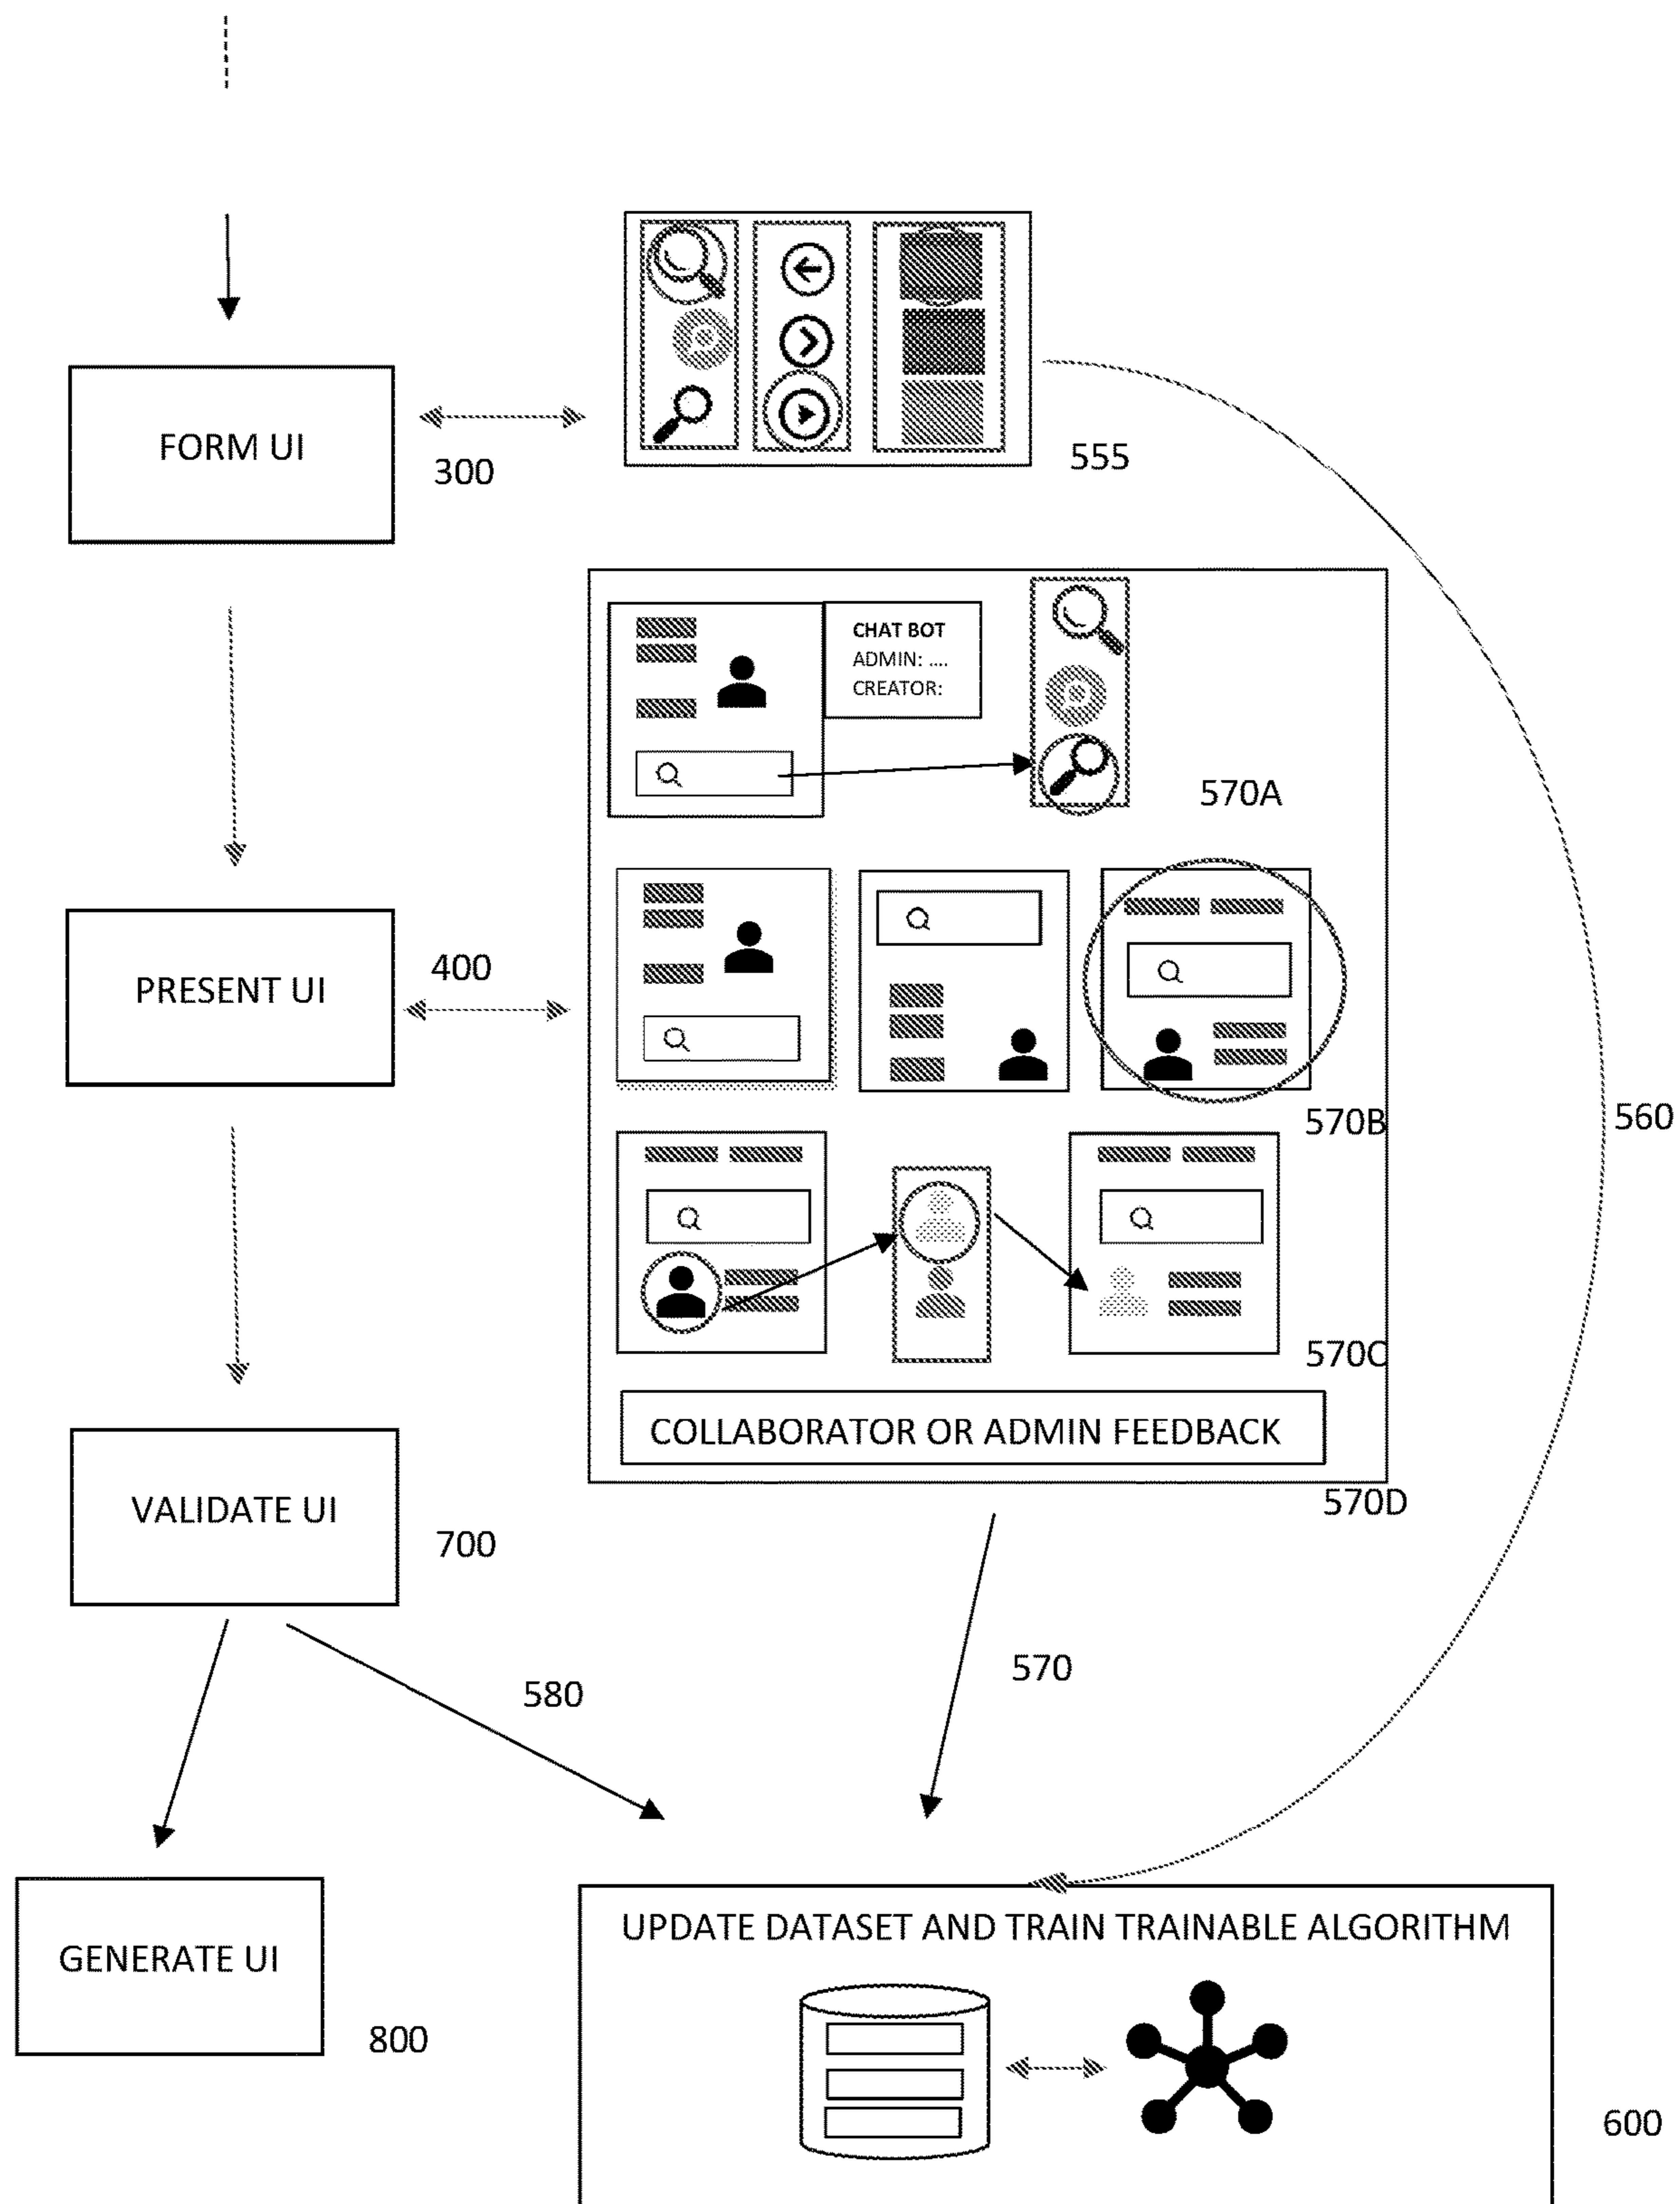 FORM UI
300
555
CHAT BOT
ADMIN: ....
CREATOR:
570A
PRESENT UI
400
570B
560
570C
COLLABORATOR OR ADMIN FEEDBACK
570D
VALIDATE UI
700
580
570
GENERATE UI
800
UPDATE DATASET AND TRAIN TRAINABLE ALGORITHM
600